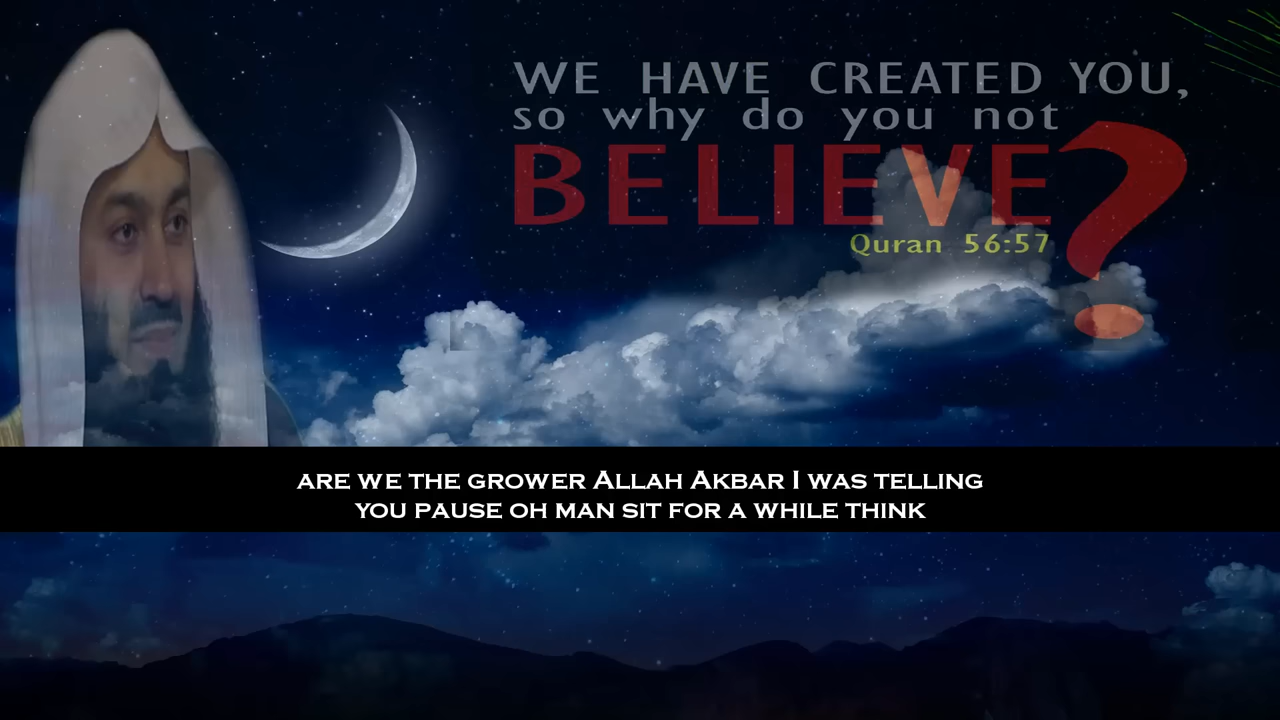 WE HAVE CREATED YOU,
so why do you not
BELIEVE?
Quran 56:57
ARE WE THE GROWER ALLAH AKBAR I WAS TELLING
YOU PAUSE OH MAN SIT FOR A WHILE THINK